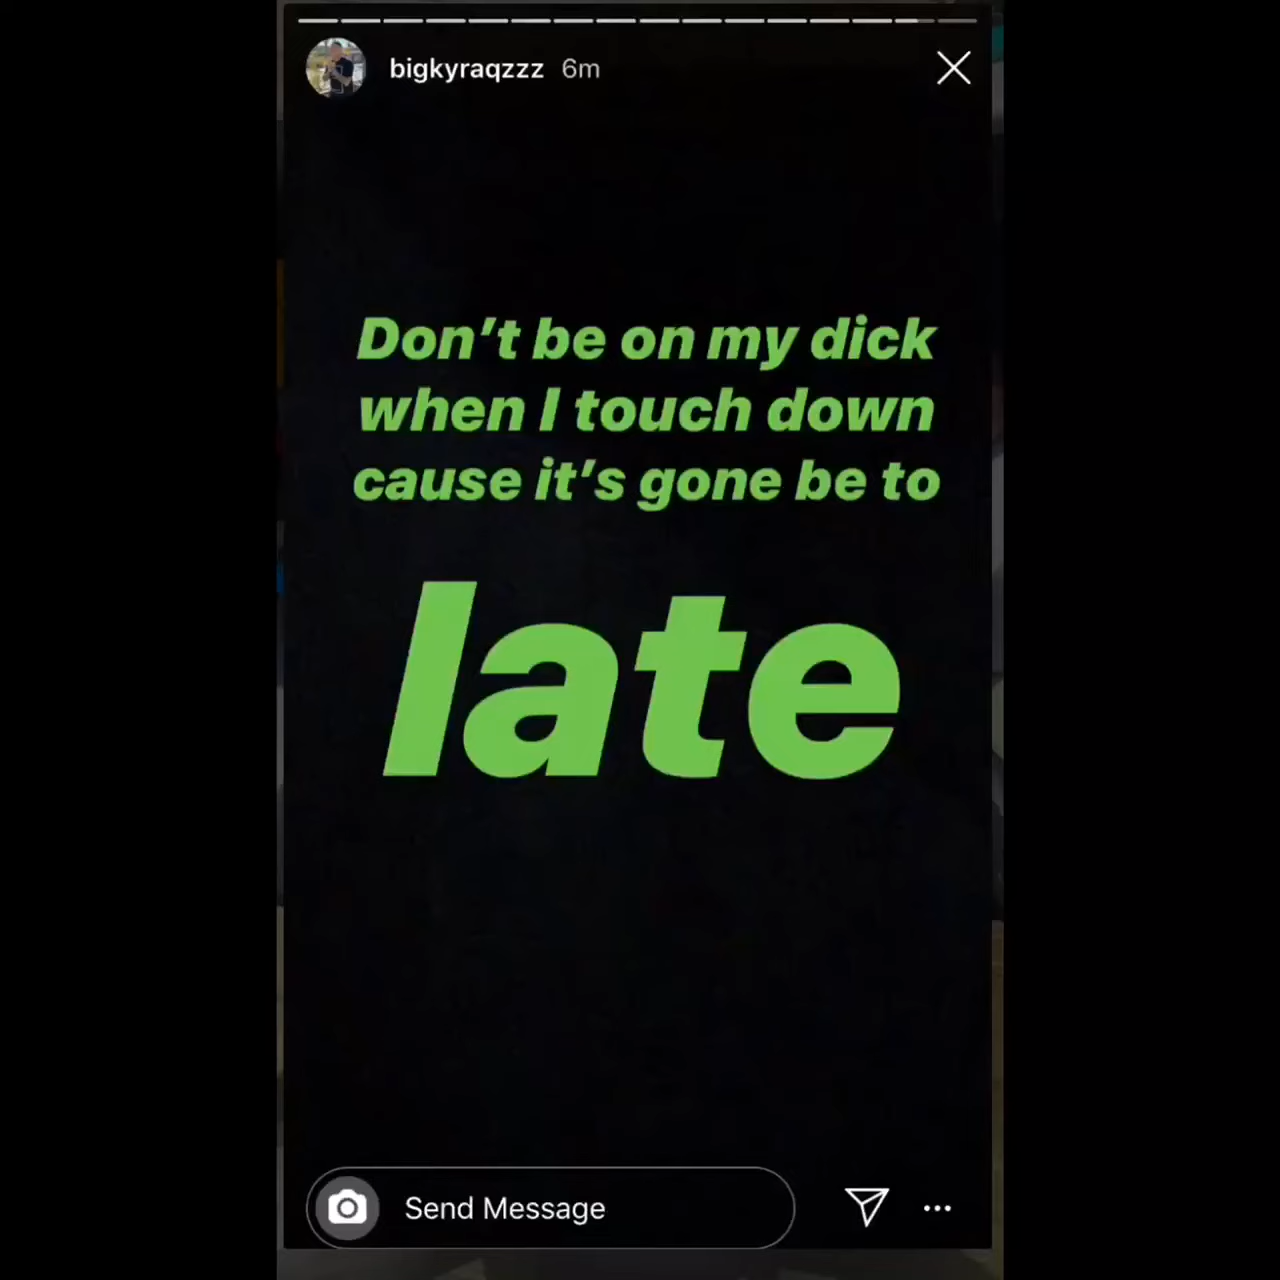 bigkyraqzzz 6m
Don't be on my dick
when I touch down
cause it's gone be to
late
Send Message